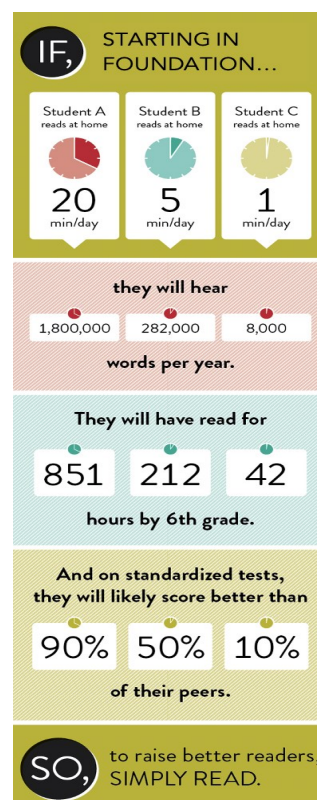 IF,
STARTING IN
FOUNDATION...
Student A
reads at home
20
min/day
Student B
reads at home
5
min/day
Student C
reads at home
1
min/day
they will hear
1,800,000
282,000
8,000
words per year.
They will have read for
851
212
42
hours by 6th grade.
And on standardized tests,
they will likely score better than
90%
50%
10%
of their peers.
SO,
to raise better readers,
SIMPLY READ.